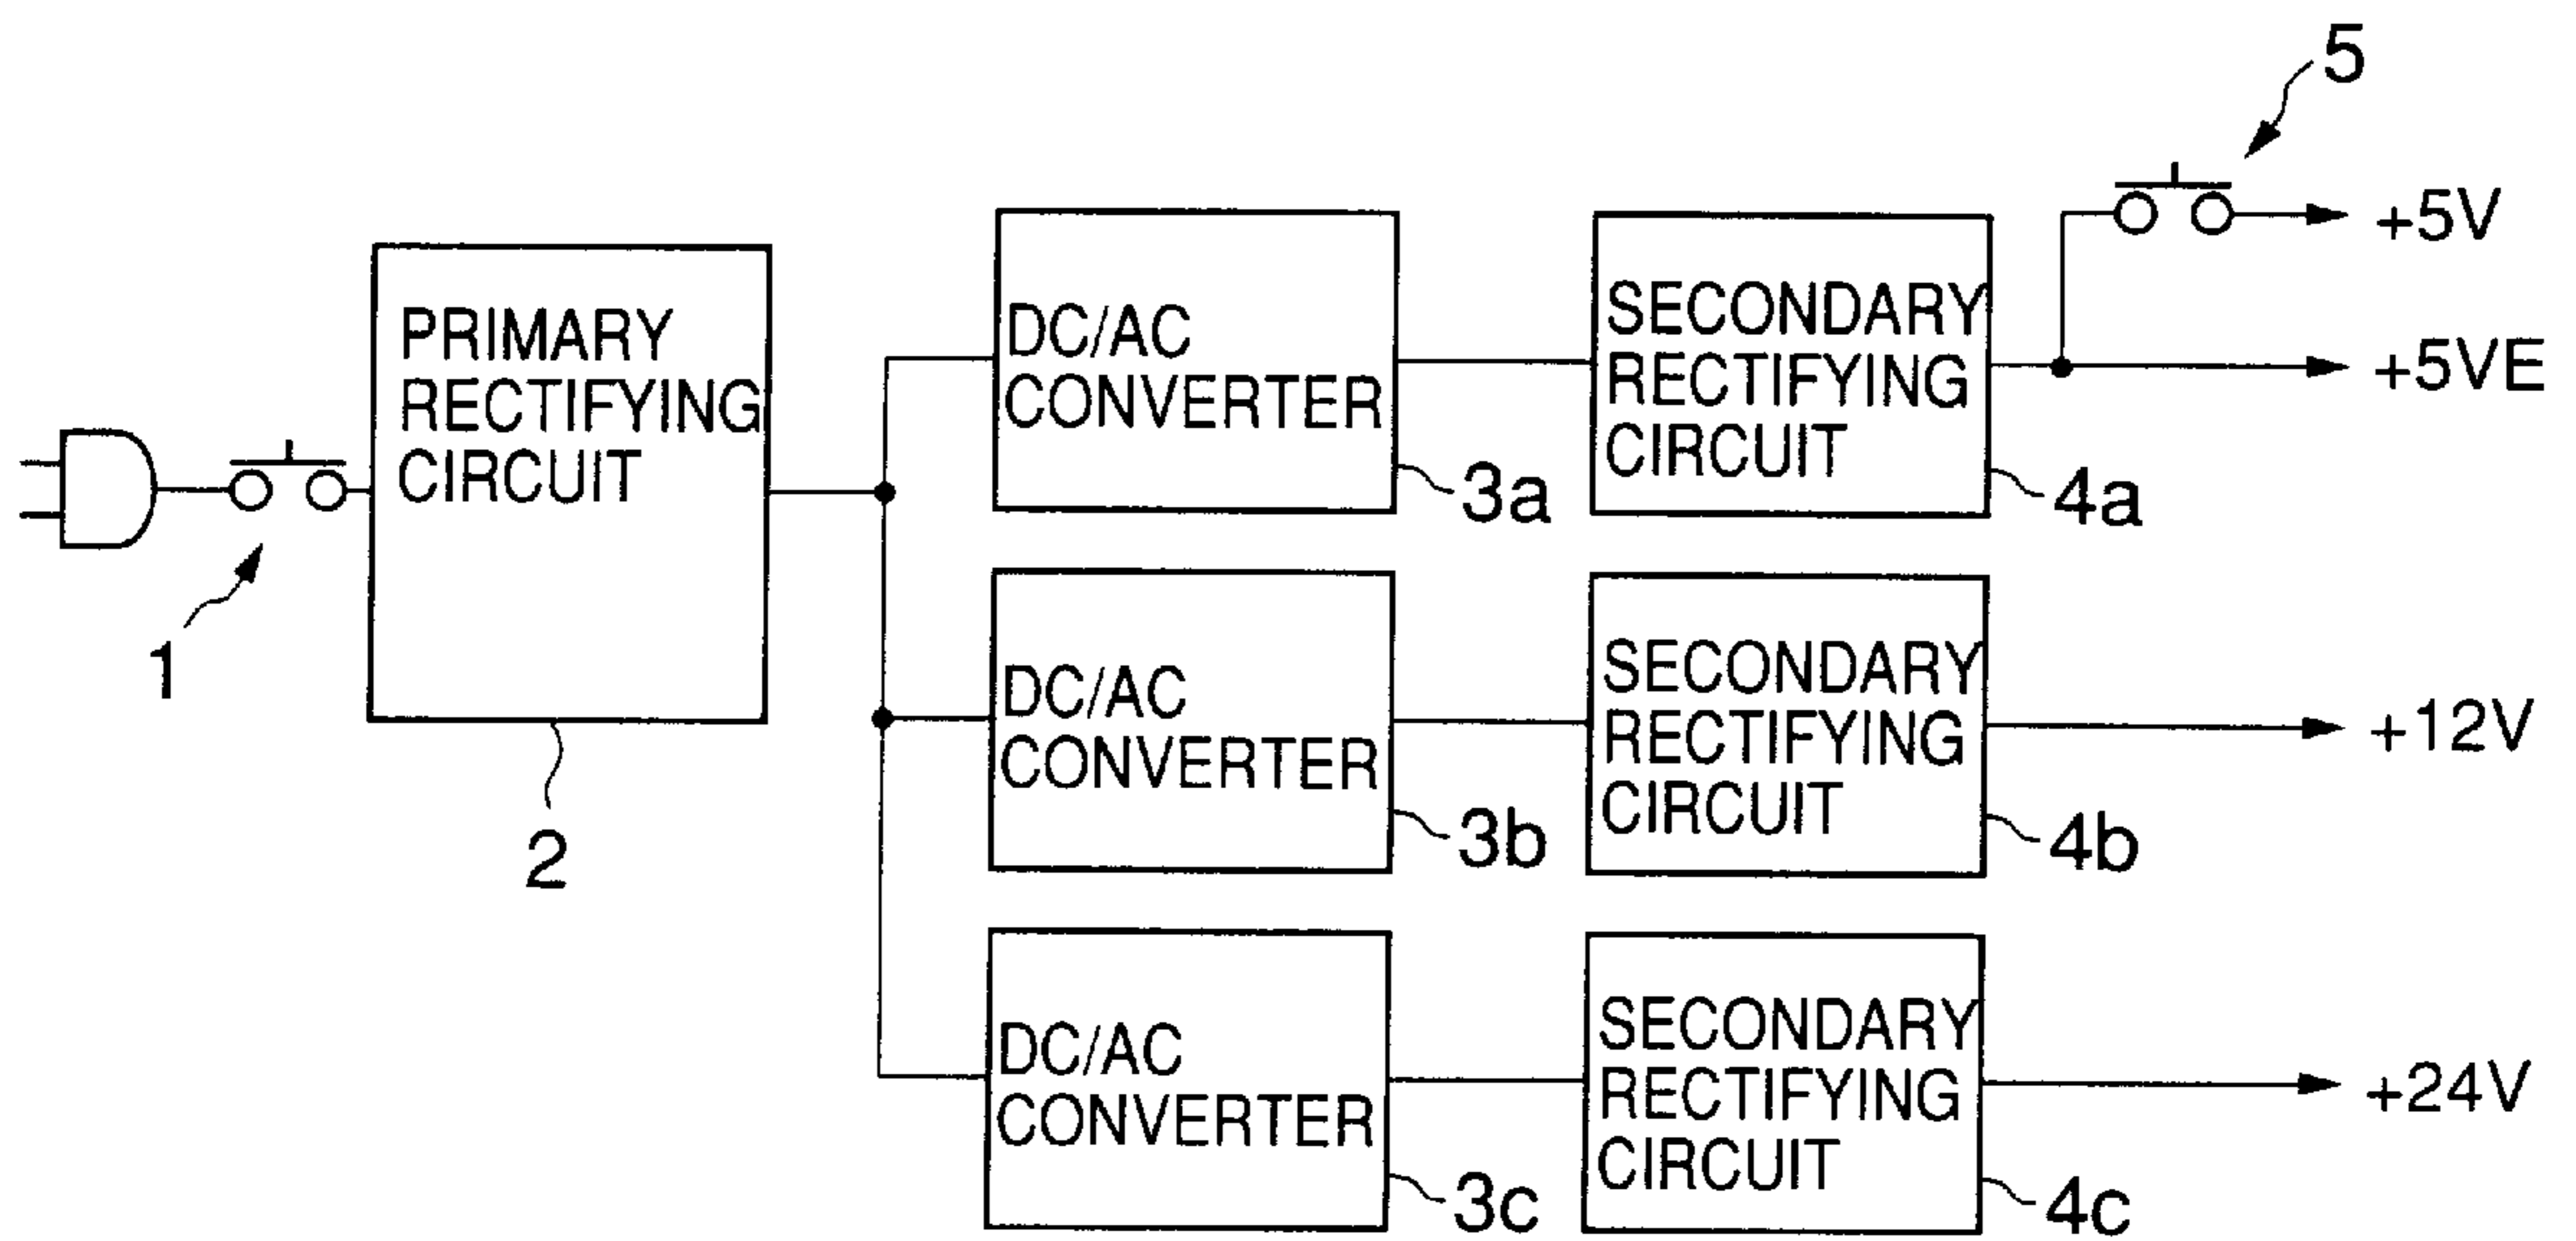 5
+5V
PRIMARY
RECTIFYING
CIRCUIT
DC/AC
CONVERTER
SECONDARY
RECTIFYING
CIRCUIT
+5VE
3a
4a
1
2
DC/AC
CONVERTER
SECONDARY
RECTIFYING
CIRCUIT
+12V
3b
4b
DC/AC
CONVERTER
SECONDARY
RECTIFYING
CIRCUIT
+24V
3c
4c